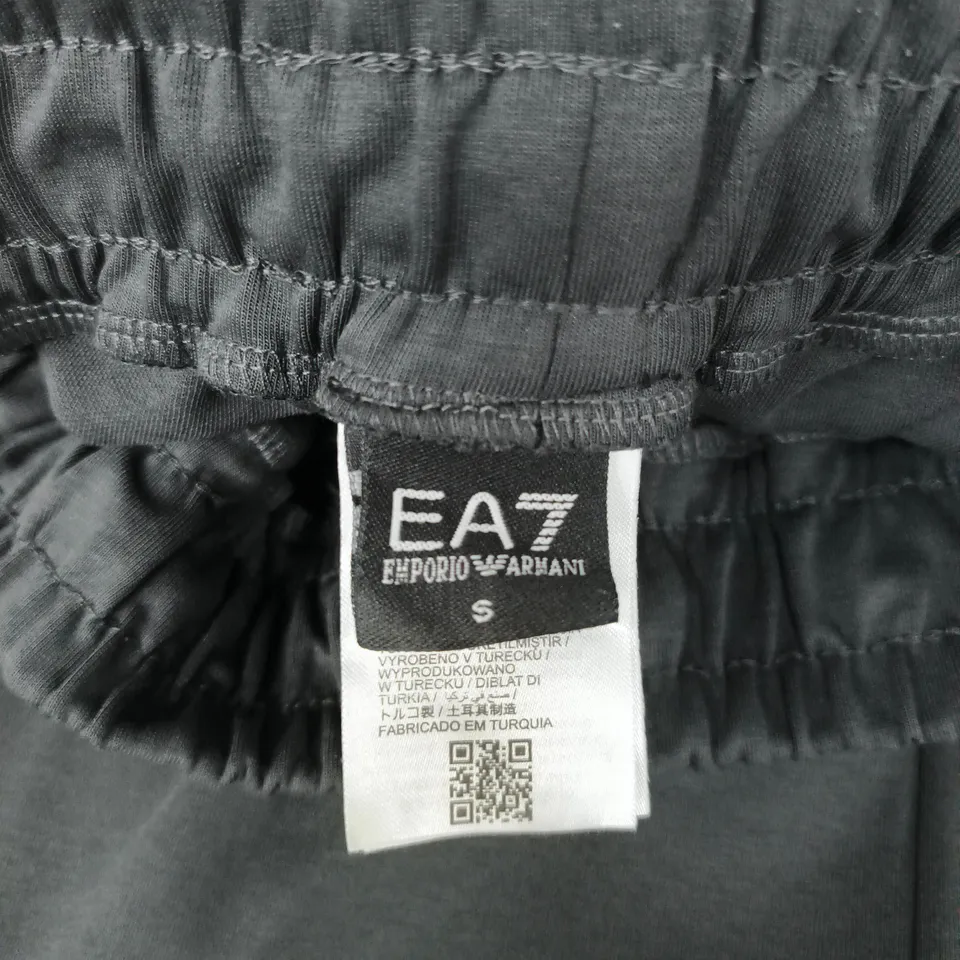 EA7
EMPORIO ARMANI
S
VYROBENO V TURECKU /
WYPRODUKOWANO
W TURECKU / DIBLAT DI
TURKIA / صنع في تركيا /
トルコ製 / 土耳其制造
FABRICADO EM TURQUIA